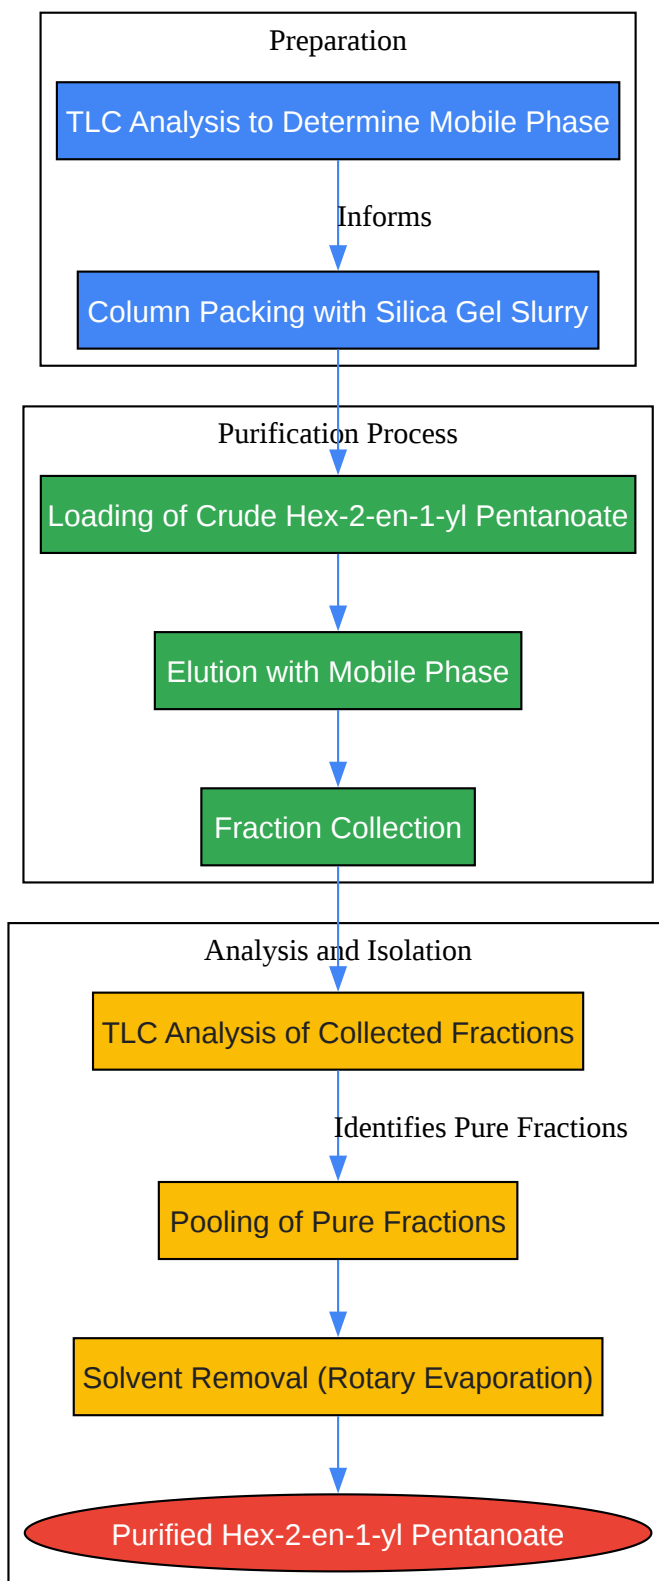 Preparation
TLC Analysis to Determine Mobile Phase
Informs
Column Packing with Silica Gel Slurry
Purification Process
Loading of Crude Hex-2-en-1-yl Pentanoate
Elution with Mobile Phase
Fraction Collection
Analysis and Isolation
TLC Analysis of Collected Fractions
Identifies Pure Fractions
Pooling of Pure Fractions
Solvent Removal (Rotary Evaporation)
Purified Hex-2-en-1-yl Pentanoate